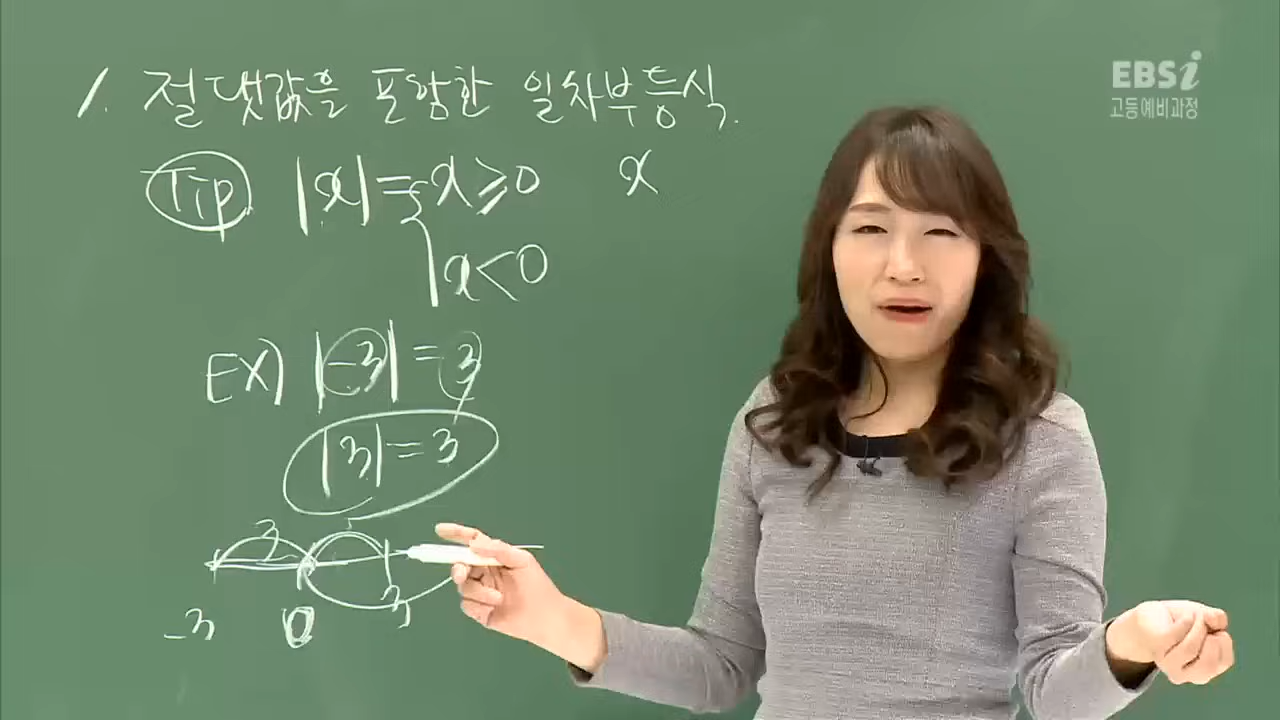 1. 절댓값을 포함한 일차부등식.
Tip |x| = { x ≥ 0 x
x < 0
EX) |-3| = 3
|3| = 3
3
-3 0 3
EBSi
고등예비과정